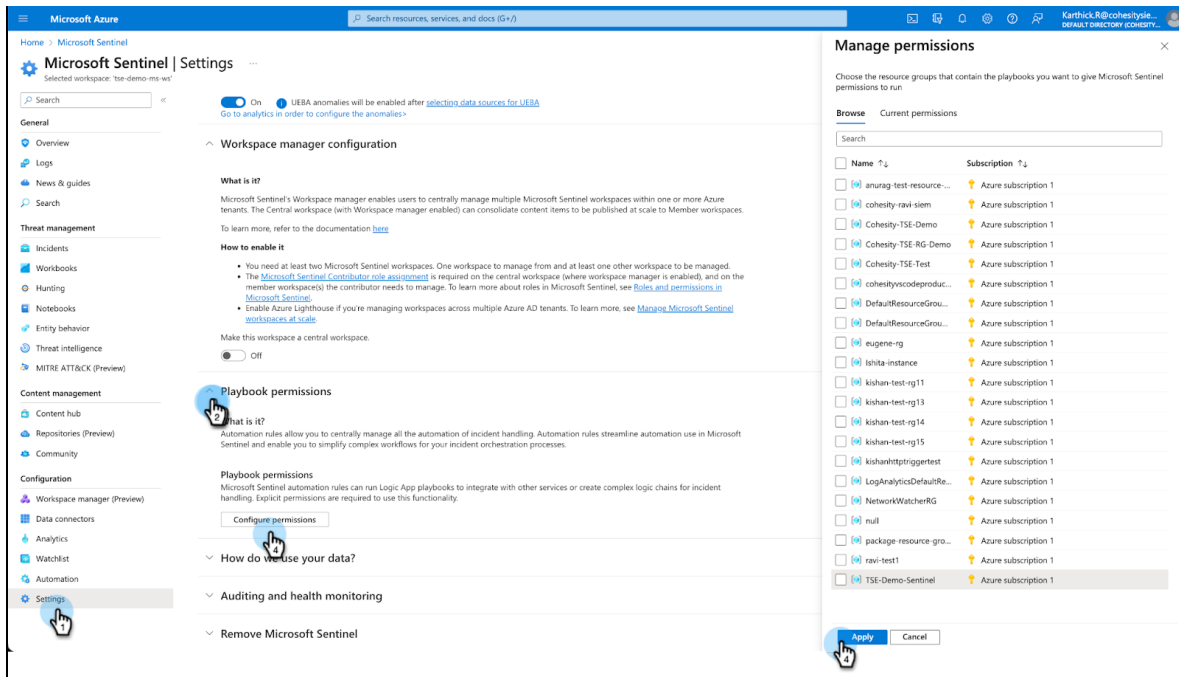 Microsoft Azure
Search resources, services, and docs (G+/)
Karthick.R@cohesitysie...
DEFAULT DIRECTORY (COHESITY...
Home > Microsoft Sentinel
Microsoft Sentinel | Settings ...
Selected workspace: 'tse-demo-ms-ws'
Search
«
General
Overview
Logs
News & guides
Search
Threat management
Incidents
Workbooks
Hunting
Notebooks
Entity behavior
Threat intelligence
MITRE ATT&CK (Preview)
Content management
Content hub
Repositories (Preview)
Community
Configuration
Workspace manager (Preview)
Data connectors
Analytics
Watchlist
Automation
Settings
1
On
UEBA anomalies will be enabled after selecting data sources for UEBA
Go to analytics in order to configure the anomalies>
Workspace manager configuration
What is it?
Microsoft Sentinel's Workspace manager enables users to centrally manage multiple Microsoft Sentinel workspaces within one or more Azure
tenants. The Central workspace (with Workspace manager enabled) can consolidate content items to be published at scale to Member workspaces.
To learn more, refer to the documentation here
How to enable it
• You need at least two Microsoft Sentinel workspaces. One workspace to manage from and at least one other workspace to be managed.
• The Microsoft Sentinel Contributor role assignment is required on the central workspace (where workspace manager is enabled), and on the
member workspace(s) the contributor needs to manage. To learn more about roles in Microsoft Sentinel, see Roles and permissions in
Microsoft Sentinel.
• Enable Azure Lighthouse if you're managing workspaces across multiple Azure AD tenants. To learn more, see Manage Microsoft Sentinel
workspaces at scale.
Make this workspace a central workspace.
Off
Playbook permissions
2
What is it?
Automation rules allow you to centrally manage all the automation of incident handling. Automation rules streamline automation use in Microsoft
Sentinel and enable you to simplify complex workflows for your incident orchestration processes.
Playbook permissions
Microsoft Sentinel automation rules can run Logic App playbooks to integrate with other services or create complex logic chains for incident
handling. Explicit permissions are required to use this functionality.
Configure permissions
4
How do we use your data?
Auditing and health monitoring
Remove Microsoft Sentinel
Manage permissions
Choose the resource groups that contain the playbooks you want to give Microsoft Sentinel
permissions to run
Browse Current permissions
Search
Name ↑↓ Subscription ↑↓
anurag-test-resource-... Azure subscription 1
cohesity-ravi-siem Azure subscription 1
Cohesity-TSE-Demo Azure subscription 1
Cohesity-TSE-RG-Demo Azure subscription 1
Cohesity-TSE-Test Azure subscription 1
cohesityvscodeproduc... Azure subscription 1
DefaultResourceGrou... Azure subscription 1
DefaultResourceGrou... Azure subscription 1
eugene-rg Azure subscription 1
Ishita-instance Azure subscription 1
kishan-test-rg11 Azure subscription 1
kishan-test-rg13 Azure subscription 1
kishan-test-rg14 Azure subscription 1
kishan-test-rg15 Azure subscription 1
kishanhttptriggertest Azure subscription 1
LogAnalyticsDefaultRe... Azure subscription 1
NetworkWatcherRG Azure subscription 1
null Azure subscription 1
package-resource-gro... Azure subscription 1
ravi-test1 Azure subscription 1
TSE-Demo-Sentinel Azure subscription 1
Apply Cancel
4